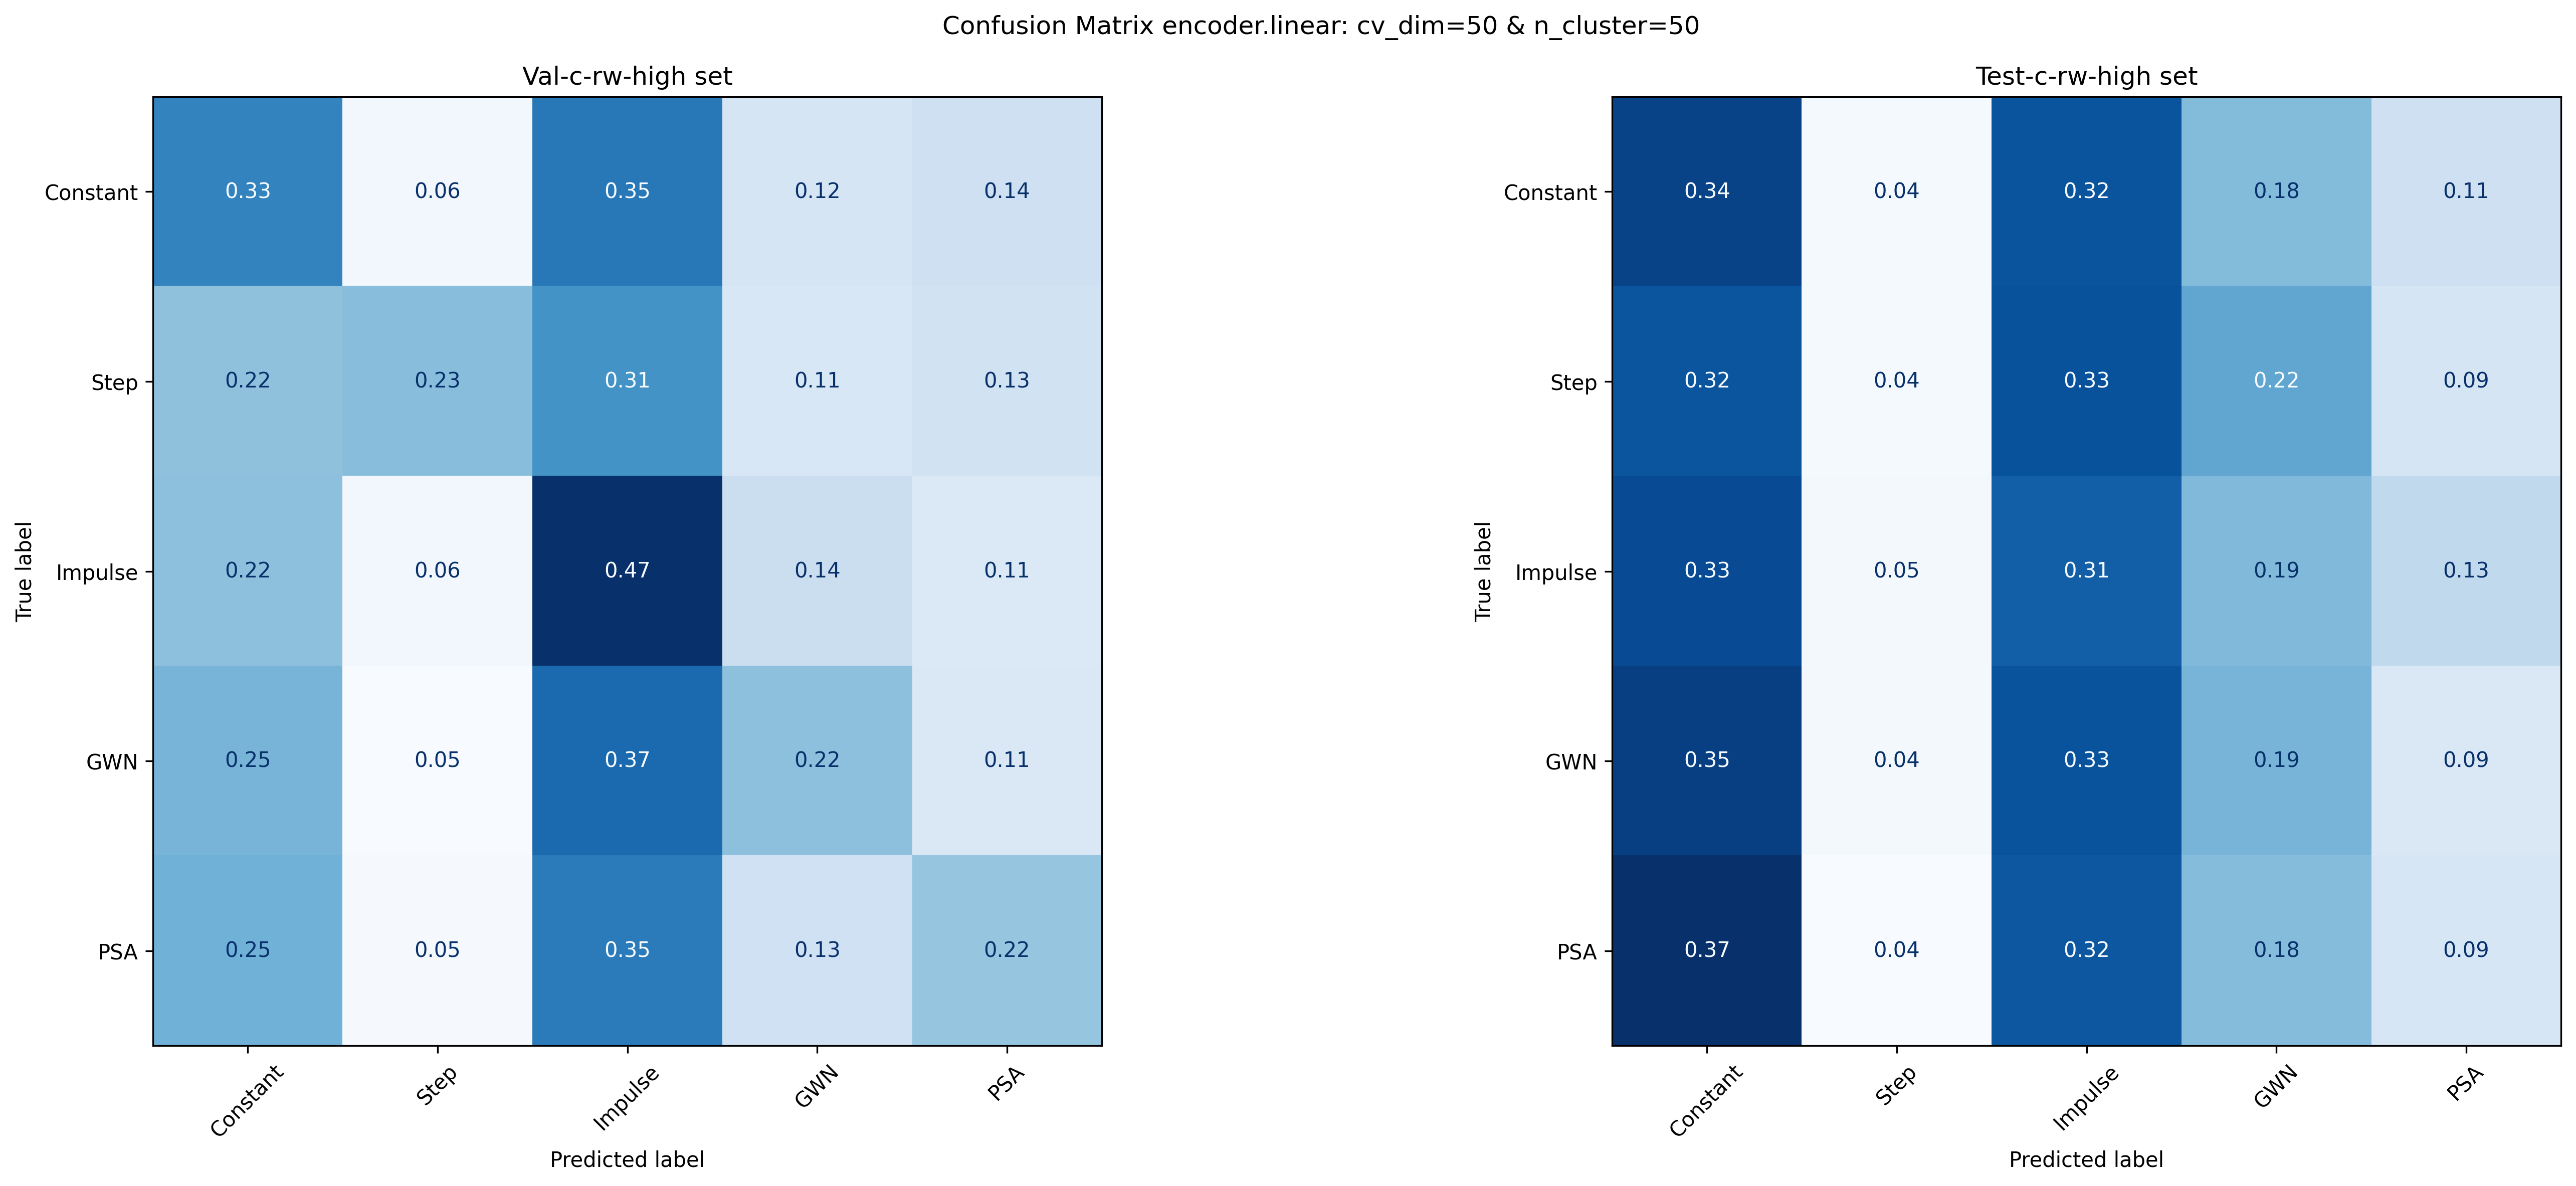 Confusion Matrix encoder.linear: cv_dim=50 & n_cluster=50
Val-c-rw-high set
True label
Constant 0.33 0.06 0.35 0.12 0.14
Step 0.22 0.23 0.31 0.11 0.13
Impulse 0.22 0.06 0.47 0.14 0.11
GWN 0.25 0.05 0.37 0.22 0.11
PSA 0.25 0.05 0.35 0.13 0.22
Constant Step Impulse GWN PSA
Predicted label
Test-c-rw-high set
True label
Constant 0.34 0.04 0.32 0.18 0.11
Step 0.32 0.04 0.33 0.22 0.09
Impulse 0.33 0.05 0.31 0.19 0.13
GWN 0.35 0.04 0.33 0.19 0.09
PSA 0.37 0.04 0.32 0.18 0.09
Constant Step Impulse GWN PSA
Predicted label